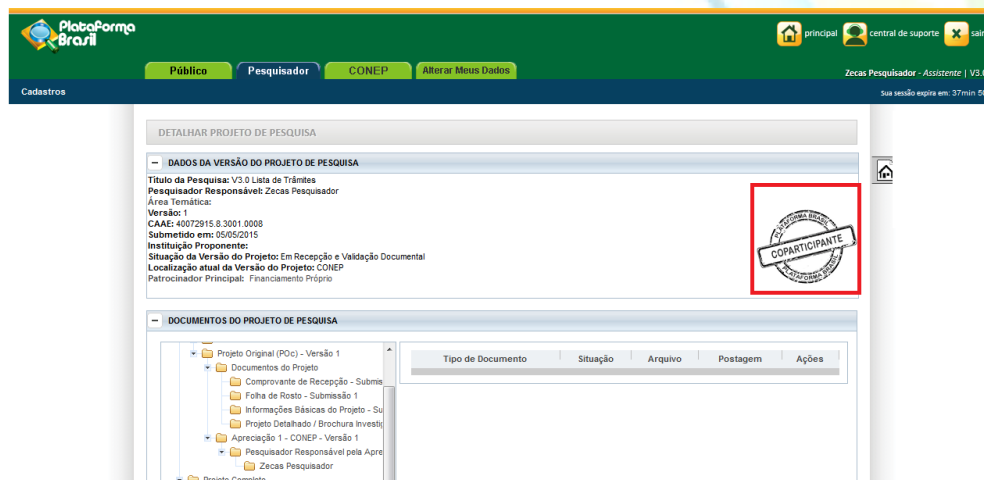 Plataforma
Brasil
principal
central de suporte
sair
Público
Pesquisador
CONEP
Alterar Meus Dados
Zecas Pesquisador - Assistente | V3.
Cadastros
Sua sessão expira em: 37min
DETALHAR PROJETO DE PESQUISA
DADOS DA VERSÃO DO PROJETO DE PESQUISA
Título da Pesquisa: V3.0 Lista de Trâmites
Pesquisador Responsável: Zecas Pesquisador
Área Temática:
Versão: 1
CAAE: 40072915.8.3001.0008
Submetido em: 05/05/2015
Instituição Proponente:
Situação da Versão do Projeto: Em Recepção e Validação Documental
Localização atual da Versão do Projeto: CONEP
Patrocinador Principal: Financiamento Próprio
PLATAFORMA BRASIL
COPARTICIPANTE
PLATAFORMA BRASIL
DOCUMENTOS DO PROJETO DE PESQUISA
Projeto Original (POc) - Versão 1
Documentos do Projeto
Comprovante de Recepção - Submis
Folha de Rosto - Submissão 1
Informações Básicas do Projeto - Su
Projeto Detalhado / Brochura Investig
Apreciação 1 - CONEP - Versão 1
Pesquisador Responsável pela Apre
Zecas Pesquisador
Projeto Completo
Tipo de Documento
Situação
Arquivo
Postagem
Ações